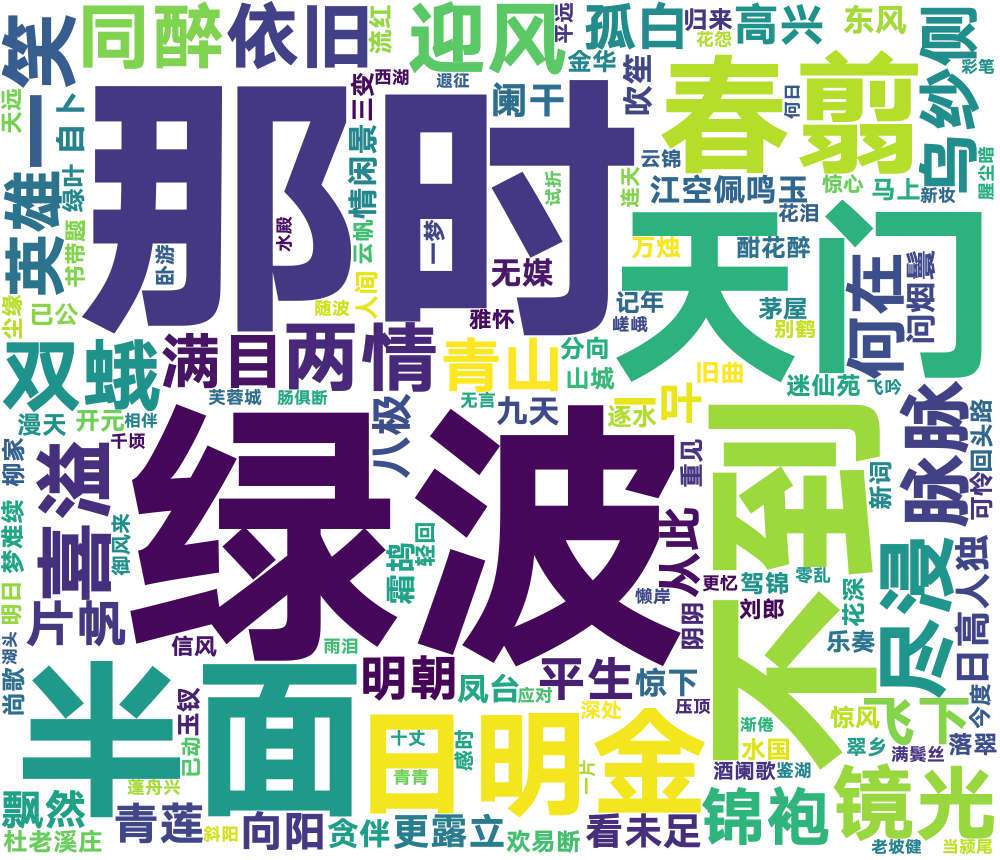 一笑
同醉
依旧
流红
迎风
平远
孤白
归来
花怨
高兴
东风
乌纱侧
彩笔
天远
自卜
那时
三变
西湖
遐征
阑干
吹笙
金华
春剪
何日
英雄
绿叶
书带题
情闲景
云帆
卧游
水殿
一梦
试折
连天
云锦
江空佩鸣玉
惊心
马上
新妆
腥尘暗
花泪
尘缘
已公
随波
人间
雅怀
无媒
万烛
记年
嵯峨
天门
酣花醉
茅屋
别鹤
何在
问烟鬟
双蛾
满目
两情
青山
分向
山城
旧曲
迷仙苑
飞吟
漫天
开元
相伴
千顷
芙蓉城
肠俱断
八极
无言
九天
逐水
一叶
脉脉
可怜
回头路
柳家
喜溢
绿波
重见
不到
新词
梦难续
御风来
霜鹄
轻回
从此
更忆
驾锦
零乱
尽漫
人独
日高
明日
片帆
懒岸
刘郎
花深
湖头
尚歌
信风
雨泪
阴阴
乐奏
半面
玉钗
已动
明朝
凤台
应对
平生
惊下
压顶
飞下
今度
翠游
日明金
十丈
青青
感时
深处
一片
渐倦
水国
惊风
翠乡
满鬓丝
飘然
蓬舟兴
酒阑歌
鉴湖
杜老溪庄
青莲
斜阳
向阳
贪伴
更露立
欢易断
看未足
锦袍
镜光
老坡健
当颍尾